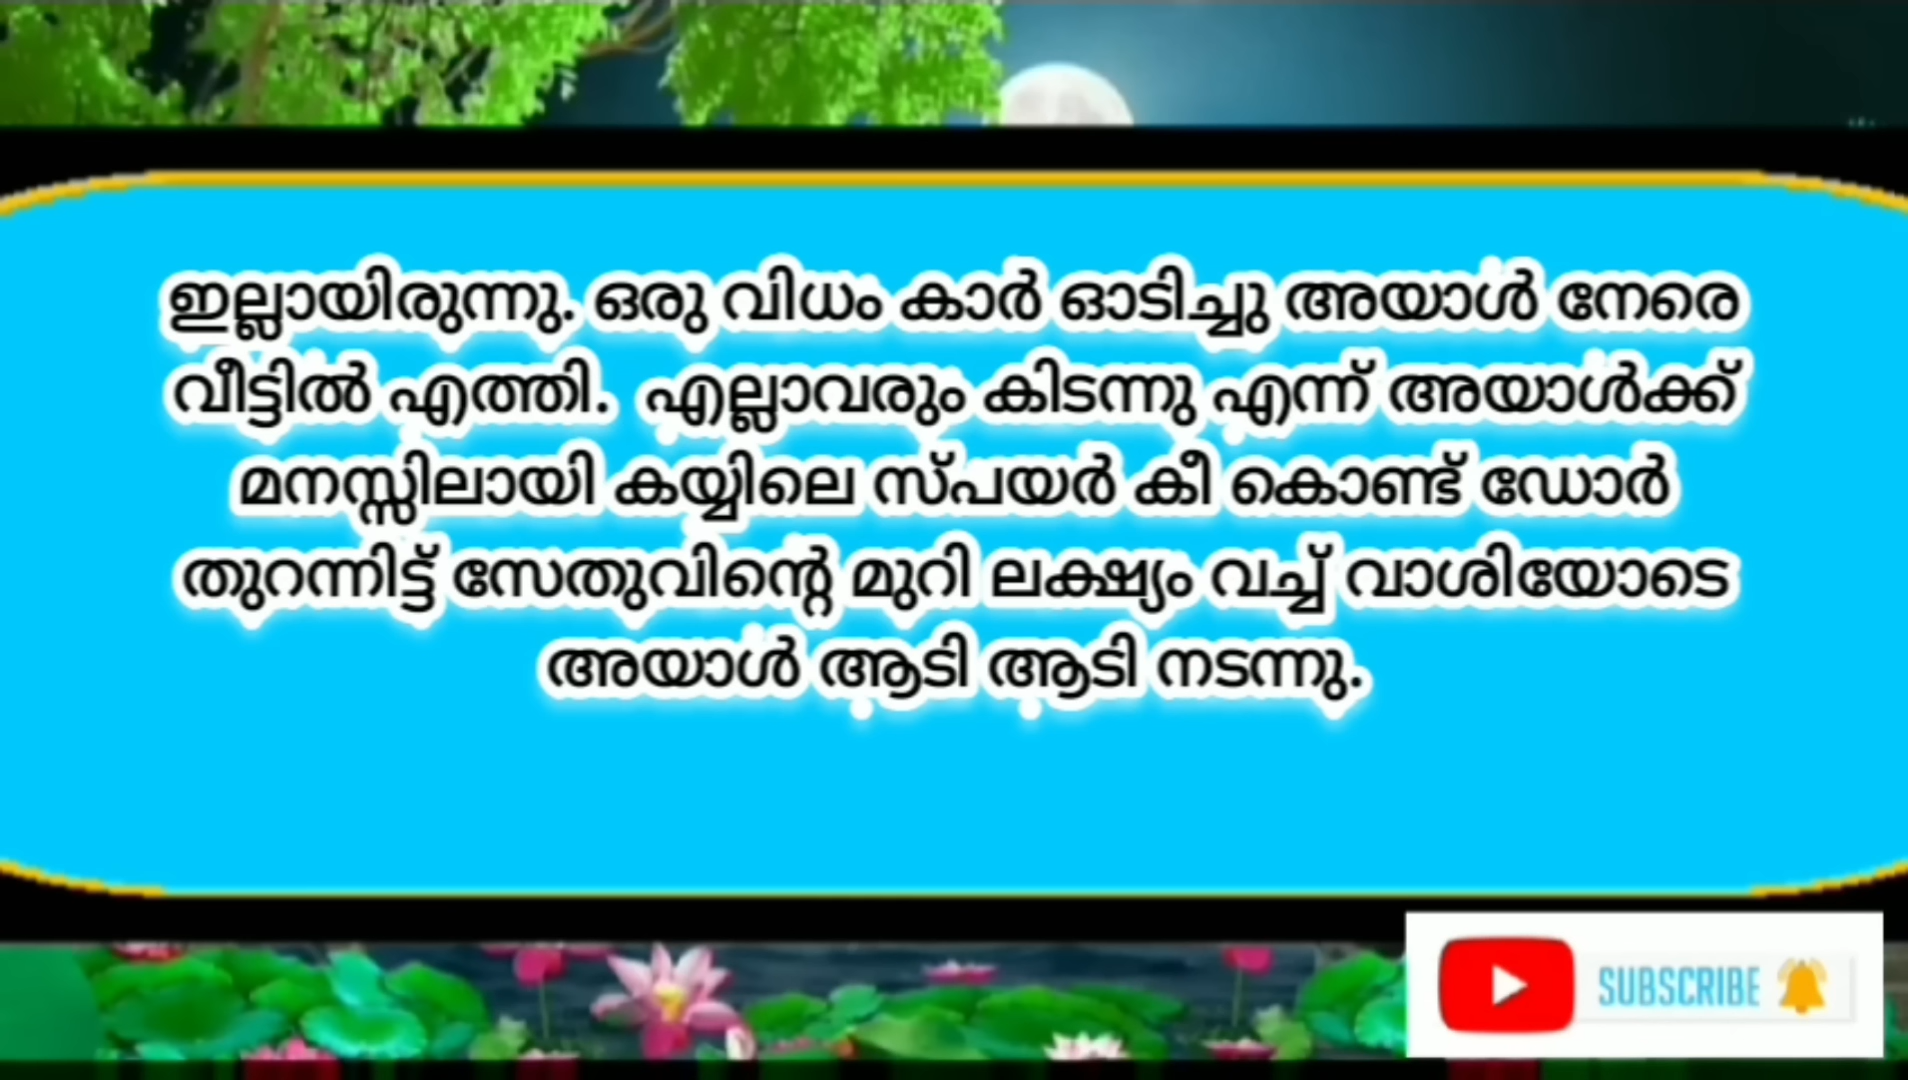 ഇല്ലായിരുന്നു. ഒരു വിധം കാർ ഓടിച്ചു അയാൾ നേരെ
വീട്ടിൽ എത്തി. എല്ലാവരും കിടന്നു എന്ന് അയാൾക്ക്
മനസ്സിലായി കയ്യിലെ സ്പയർ കീ കൊണ്ട് ഡോർ
തുറന്നിട്ട് സേതുവിന്റെ മുറി ലക്ഷ്യം വച്ച് വാശിയോടെ
അയാൾ ആടി ആടി നടന്നു.
SUBSCRIBE